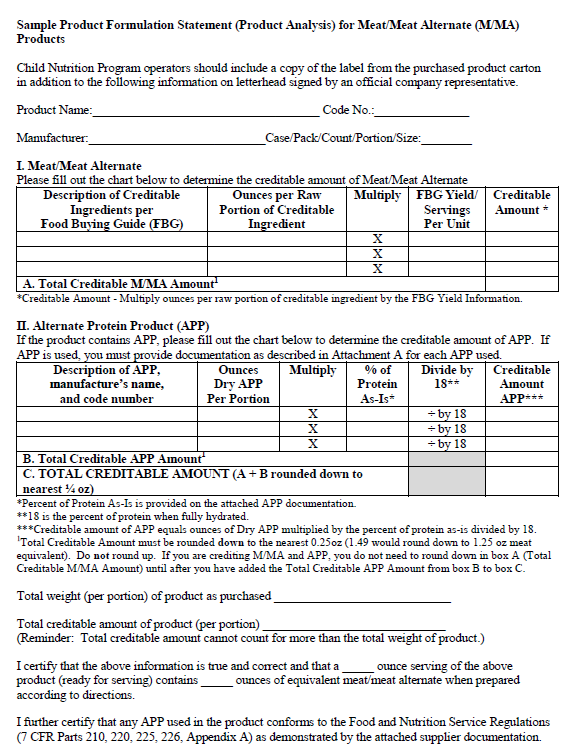 Sample Product Formulation Statement (Product Analysis) for Meat/Meat Alternate (M/MA)
Products
Child Nutrition Program operators should include a copy of the label from the purchased product carton
in addition to the following information on letterhead signed by an official company representative.
Product Name:____________________ Code No.:____________________
Manufacturer:____________________Case/Pack/Count/Portion/Size:__________
I. Meat/Meat Alternate
Please fill out the chart below to determine the creditable amount of Meat/Meat Alternate
Description of Creditable Ingredients per Food Buying Guide (FBG) | Ounces per Raw Portion of Creditable Ingredient | Multiply | FBG Yield/ Servings Per Unit | Creditable Amount *
X
X
X
A. Total Creditable M/MA Amount¹
*Creditable Amount - Multiply ounces per raw portion of creditable ingredient by the FBG Yield Information.
II. Alternate Protein Product (APP)
If the product contains APP, please fill out the chart below to determine the creditable amount of APP. If
APP is used, you must provide documentation as described in Attachment A for each APP used.
Description of APP, manufacture's name, and code number | Ounces Dry APP Per Portion | Multiply | % of Protein As-Is* | Divide by 18** | Creditable Amount APP***
X ÷ by 18
X ÷ by 18
X ÷ by 18
B. Total Creditable APP Amount¹
C. TOTAL CREDITABLE AMOUNT (A + B rounded down to
nearest ¼ oz)
*Percent of Protein As-Is is provided on the attached APP documentation.
**18 is the percent of protein when fully hydrated.
***Creditable amount of APP equals ounces of Dry APP multiplied by the percent of protein as-is divided by 18.
¹Total Creditable Amount must be rounded down to the nearest 0.25oz (1.49 would round down to 1.25 oz meat
equivalent). Do not round up. If you are crediting M/MA and APP, you do not need to round down in box A (Total
Creditable M/MA Amount) until after you have added the Total Creditable APP Amount from box B to box C.
Total weight (per portion) of product as purchased ____________________
Total creditable amount of product (per portion) ____________________
(Reminder: Total creditable amount cannot count for more than the total weight of product.)
I certify that the above information is true and correct and that a _____ ounce serving of the above
product (ready for serving) contains _____ ounces of equivalent meat/meat alternate when prepared
according to directions.
I further certify that any APP used in the product conforms to the Food and Nutrition Service Regulations
(7 CFR Parts 210, 220, 225, 226, Appendix A) as demonstrated by the attached supplier documentation.